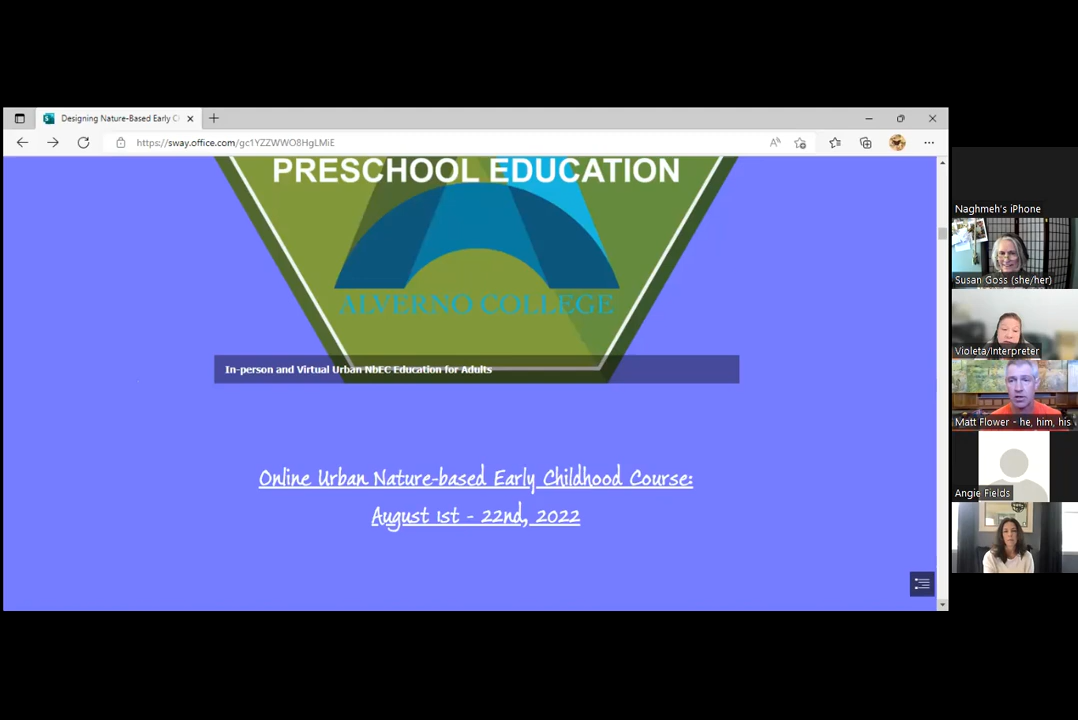 Designing Nature-Based Early C
https://sway.office.com/gc1YZZWWO8HgLMiE
PRESCHOOL EDUCATION
ALVERNO COLLEGE
In-person and Virtual Urban NbEC Education for Adults
Online Urban Nature-based Early Childhood Course:
August 1st - 22nd, 2022
Naghmeh's iPhone
Susan Goss (she/her)
Violeta/Interpreter
Matt Flower - he, him, his
Angie Fields